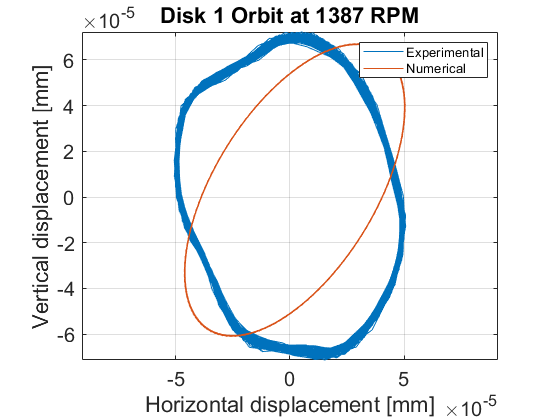 Disk 1 Orbit at 1387 RPM
×10⁻⁵
Experimental
Numerical
6
4
2
0
-2
-4
-6
Vertical displacement [mm]
-5
0
5
Horizontal displacement [mm]
×10⁻⁵